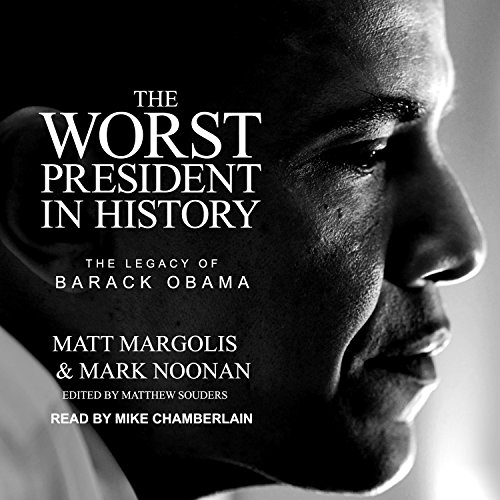 THE
WORST
PRESIDENT
IN HISTORY
THE LEGACY OF
BARACK OBAMA
MATT MARGOLIS
& MARK NOONAN
EDITED BY MATTHEW SOUDERS
READ BY MIKE CHAMBERLAIN